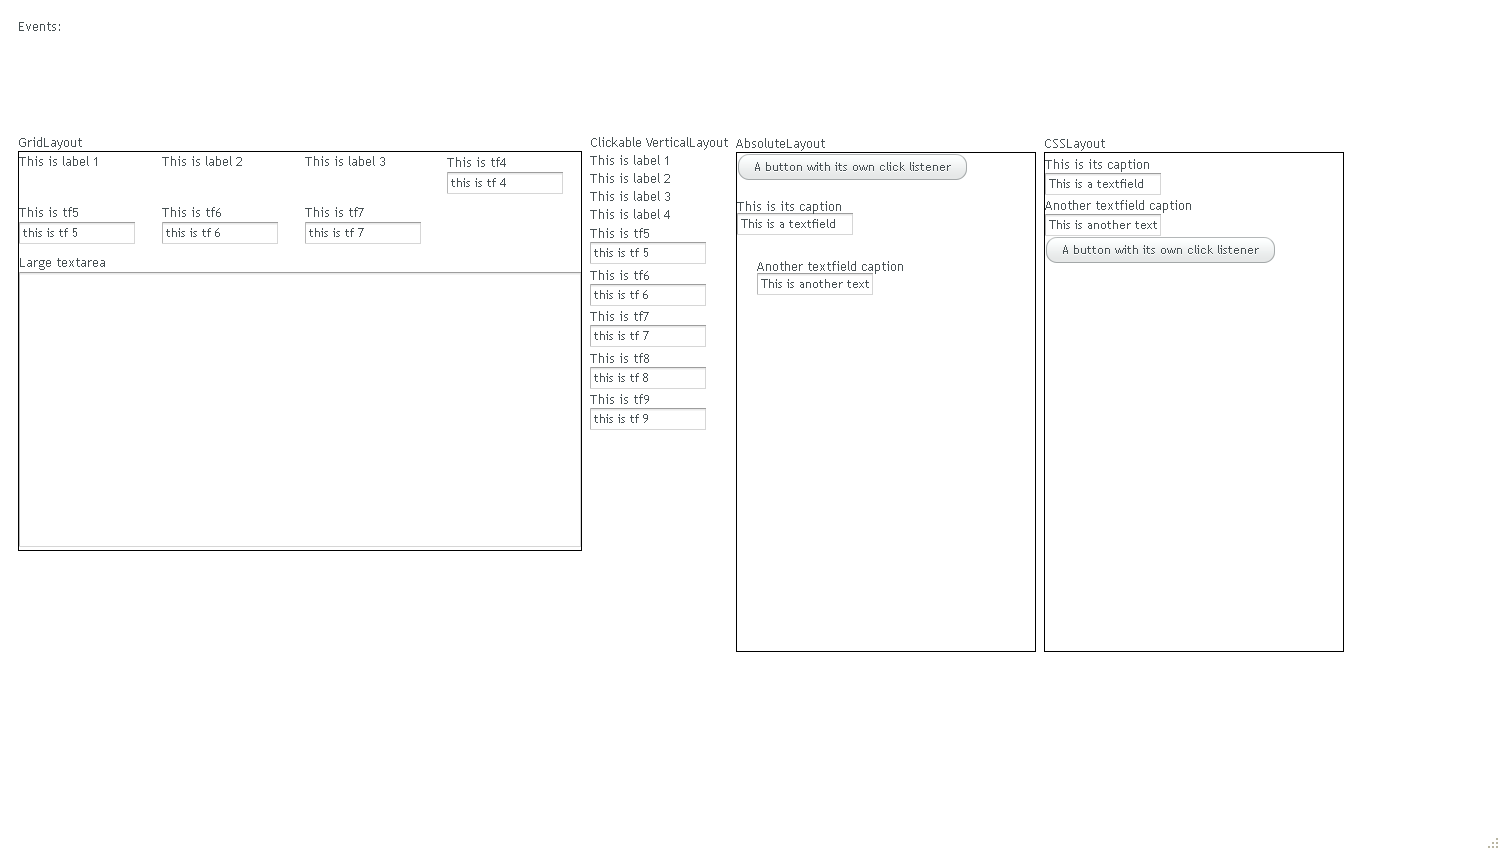 Events:
GridLayout
This is label 1
This is label 2
This is label 3
This is tf4
this is tf 4
This is tf5
This is tf6
This is tf7
this is tf 5
this is tf 6
this is tf 7
Large textarea
Clickable VerticalLayout
This is label 1
This is label 2
This is label 3
This is label 4
This is tf5
this is tf 5
This is tf6
this is tf 6
This is tf7
this is tf 7
This is tf8
this is tf 8
This is tf9
this is tf 9
AbsoluteLayout
A button with its own click listener
This is its caption
This is a textfield
Another textfield caption
This is another text
CSSLayout
This is its caption
This is a textfield
Another textfield caption
This is another text
A button with its own click listener